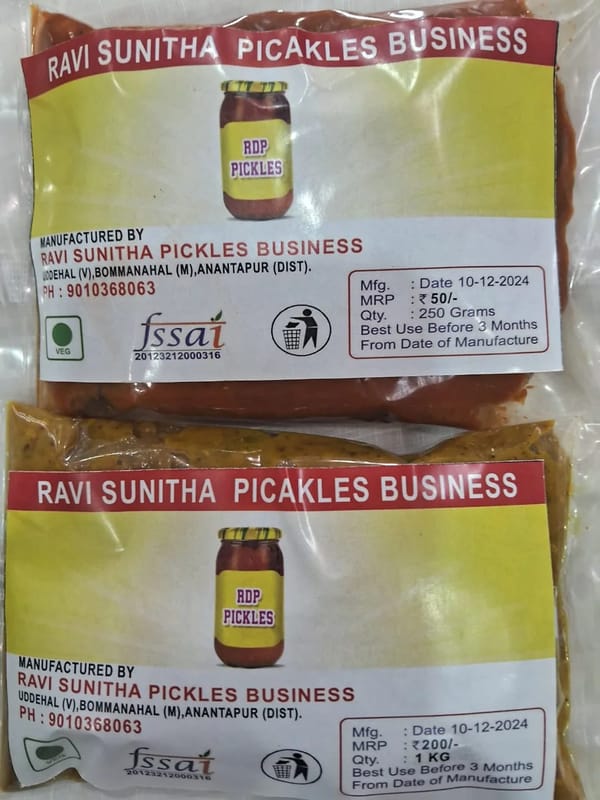 RAVI SUNITHA PICAKLES BUSINESS
RDP
PICKLES
MANUFACTURED BY
RAVI SUNITHA PICKLES BUSINESS
UDDEHAL (V),BOMMANAHAL (M),ANANTAPUR (DIST).
PH : 9010368063
VEG
fssai
20123212000316
Mfg. : Date 10-12-2024
MRP : ₹ 50/-
Qty. : 250 Grams
Best Use Before 3 Months
From Date of Manufacture
RAVI SUNITHA PICAKLES BUSINESS
RDP
PICKLES
MANUFACTURED BY
RAVI SUNITHA PICKLES BUSINESS
UDDEHAL (V),BOMMANAHAL (M),ANANTAPUR (DIST).
PH : 9010368063
fssai
20123212000316
Mfg. : Date 10-12-2024
MRP : ₹200/-
Qty. : 1 KG
Best Use Before 3 Months
From Date of Manufacture